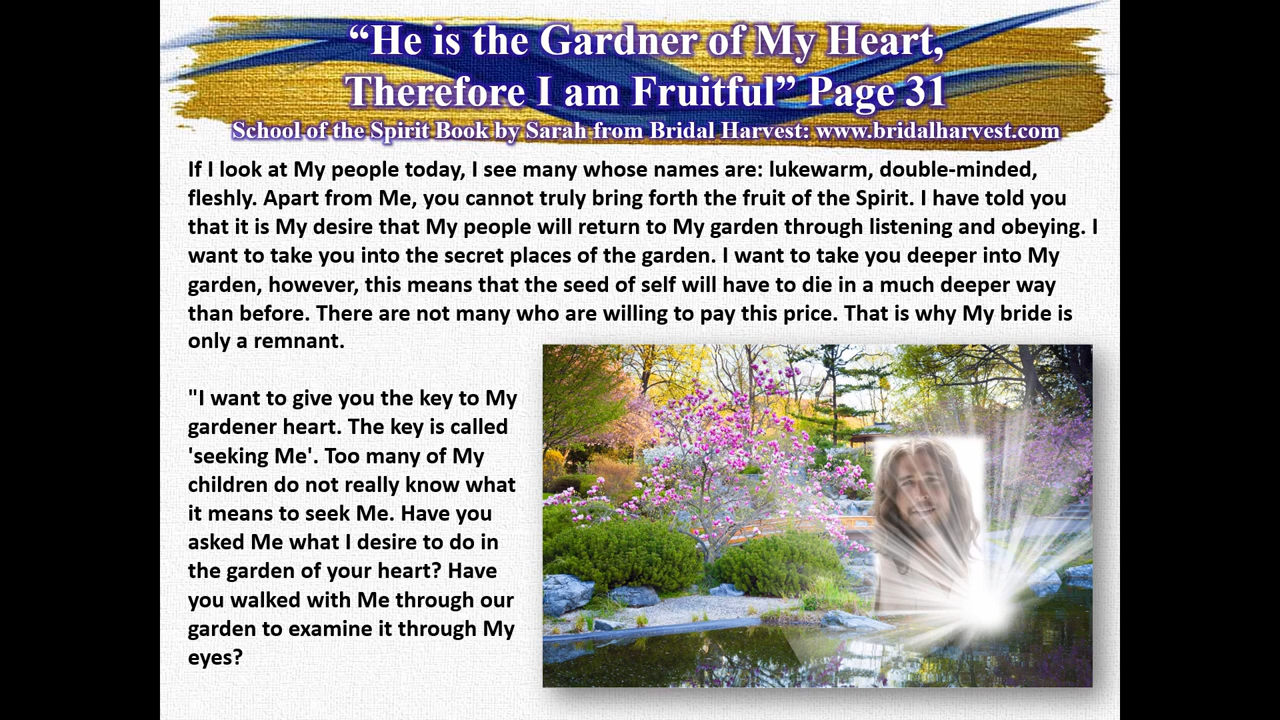 “He is the Gardner of My Heart,
Therefore I am Fruitful” Page 31
School of the Spirit Book by Sarah from Bridal Harvest: www.bridalharvest.com
If I look at My people today, I see many whose names are: lukewarm, double-minded,
fleshly. Apart from Me, you cannot truly bring forth the fruit of the Spirit. I have told you
that it is My desire that My people will return to My garden through listening and obeying. I
want to take you into the secret places of the garden. I want to take you deeper into My
garden, however, this means that the seed of self will have to die in a much deeper way
than before. There are not many who are willing to pay this price. That is why My bride is
only a remnant.
"I want to give you the key to My
gardener heart. The key is called
'seeking Me'. Too many of My
children do not really know what
it means to seek Me. Have you
asked Me what I desire to do in
the garden of your heart? Have
you walked with Me through our
garden to examine it through My
eyes?